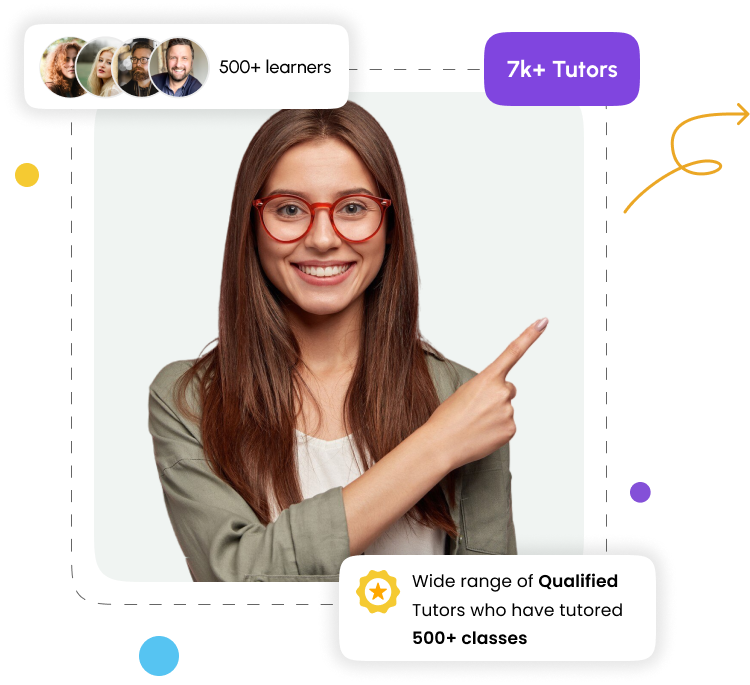 500+ learners
7k+ Tutors
Wide range of Qualified
Tutors who have tutored
500+ classes